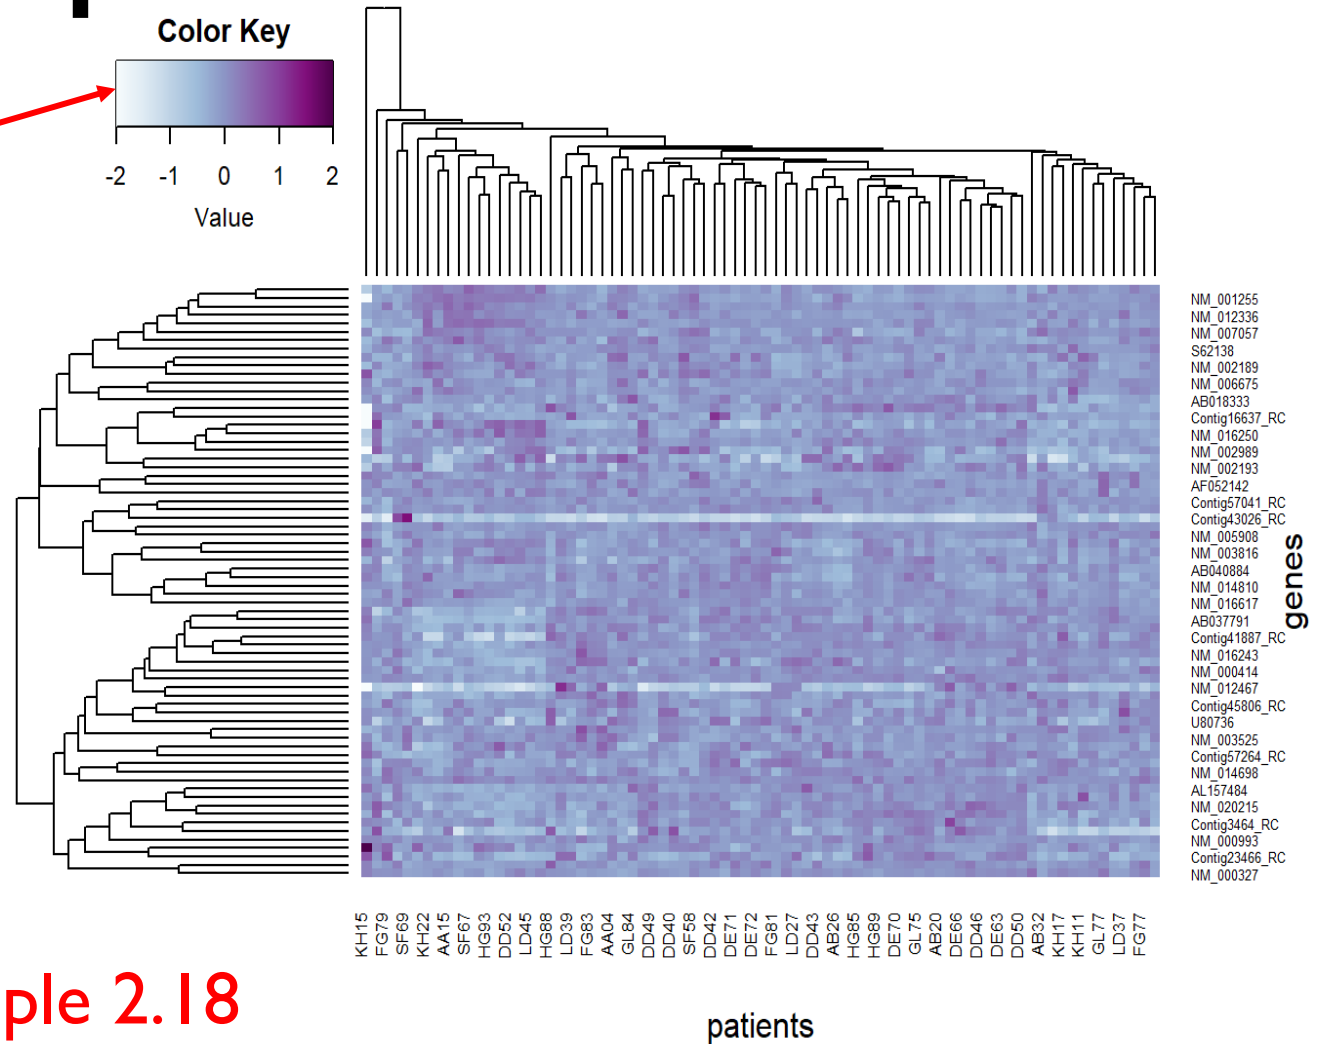 Color Key
-2 -1 0 1 2
Value
NM_001255
NM_012336
NM_007057
S62138
NM_002189
NM_006675
AB018333
Contig16637_RC
NM_016250
NM_002989
NM_002193
AF052142
Contig57041_RC
Contig43026_RC
NM_005908
NM_003816
AB040884
NM_014810
NM_016617
AB037791
Contig41887_RC
NM_016243
NM_000414
NM_012467
Contig45806_RC
U80736
NM_003525
Contig57264_RC
NM_014698
AL157484
NM_020215
Contig3464_RC
NM_000993
Contig23466_RC
NM_000327
genes
KH15 FG79 SF69 KH22 AA15 SF67 HG93 DD52 LD45 HG88 LD39 FG83 AA04 GL84 DD49 DD40 SF58 DD42 DE71 DE72 FG81 LD27 DD43 AB26 HG85 HG89 DE70 GL75 AB20 DE66 DD46 DE63 DD50 AB32 KH17 KH11 GL77 LD37 FG77
ple 2.18
patients